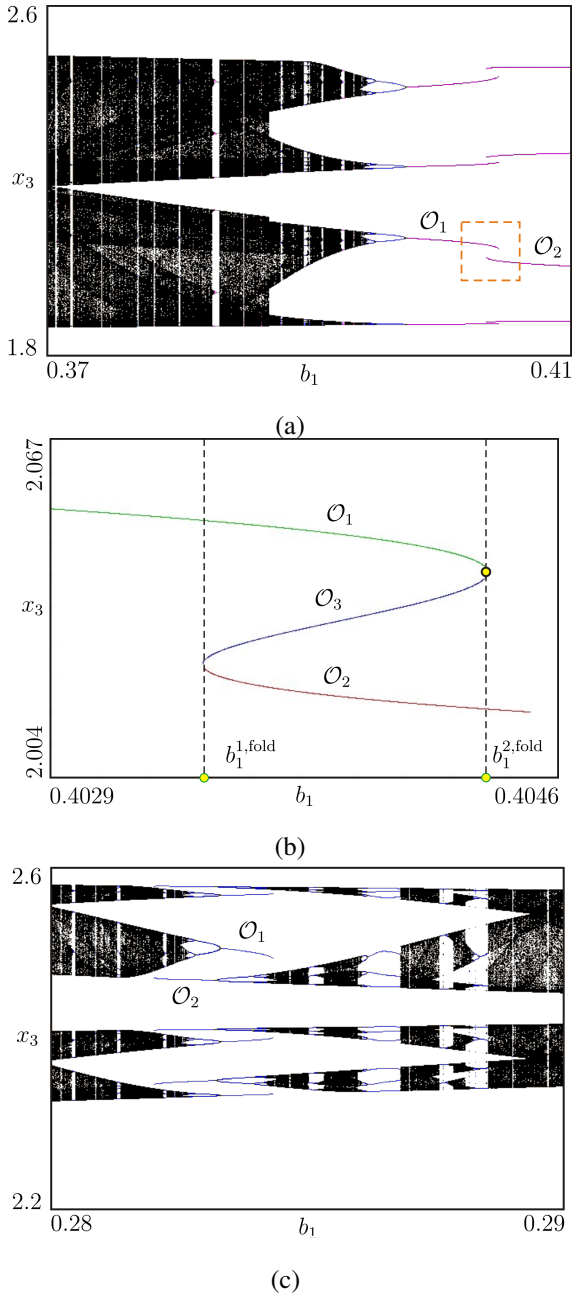 2.6
x₃
𝒪₁
𝒪₂
1.8
0.37
b₁
0.41
(a)
2.067
x₃
2.004
𝒪₁
𝒪₃
𝒪₂
b₁^{1,fold}
b₁^{2,fold}
0.4029
b₁
0.4046
(b)
2.6
𝒪₁
𝒪₂
x₃
2.2
0.28
b₁
0.29
(c)